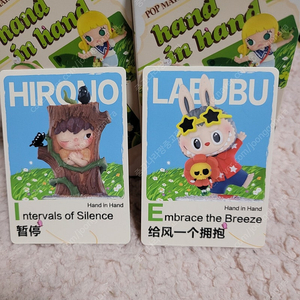 POP MA
hand
in hand
hand
in hand
HIRONO
Hand in Hand
Intervals of Silence
暂停
LABUBU
Hand in Hand
Embrace the Breeze
给风一个拥抱